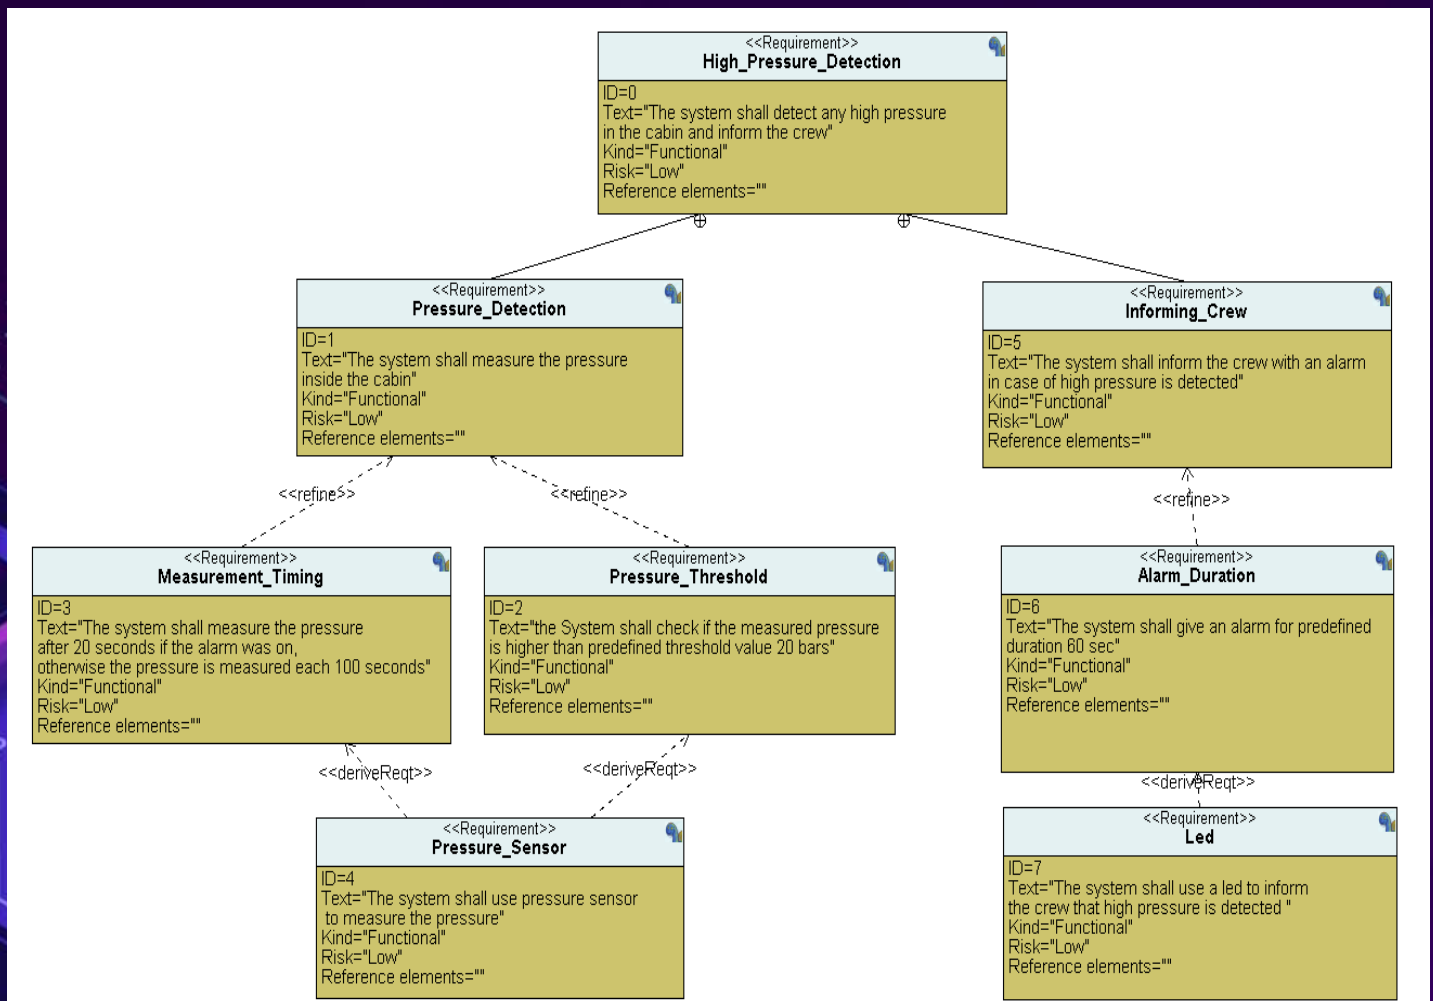 <<Requirement>>
High_Pressure_Detection
ID=0
Text="The system shall detect any high pressure
in the cabin and inform the crew"
Kind="Functional"
Risk="Low"
Reference elements=""
<<Requirement>>
Pressure_Detection
ID=1
Text="The system shall measure the pressure
inside the cabin"
Kind="Functional"
Risk="Low"
Reference elements=""
<<Requirement>>
Informing_Crew
ID=5
Text="The system shall inform the crew with an alarm
in case of high pressure is detected"
Kind="Functional"
Risk="Low"
Reference elements=""
<<refine>>
<<refine>>
<<refine>>
<<Requirement>>
Measurement_Timing
ID=3
Text="The system shall measure the pressure
after 20 seconds if the alarm was on,
otherwise the pressure is measured each 100 seconds"
Kind="Functional"
Risk="Low"
Reference elements=""
<<Requirement>>
Pressure_Threshold
ID=2
Text="the System shall check if the measured pressure
is higher than predefined threshold value 20 bars"
Kind="Functional"
Risk="Low"
Reference elements=""
<<Requirement>>
Alarm_Duration
ID=6
Text="The system shall give an alarm for predefined
duration 60 sec"
Kind="Functional"
Risk="Low"
Reference elements=""
<<deriveReqt>>
<<deriveReqt>>
<<deriveReqt>>
<<Requirement>>
Pressure_Sensor
ID=4
Text="The system shall use pressure sensor
to measure the pressure"
Kind="Functional"
Risk="Low"
Reference elements=""
<<Requirement>>
Led
ID=7
Text="The system shall use a led to inform
the crew that high pressure is detected "
Kind="Functional"
Risk="Low"
Reference elements=""